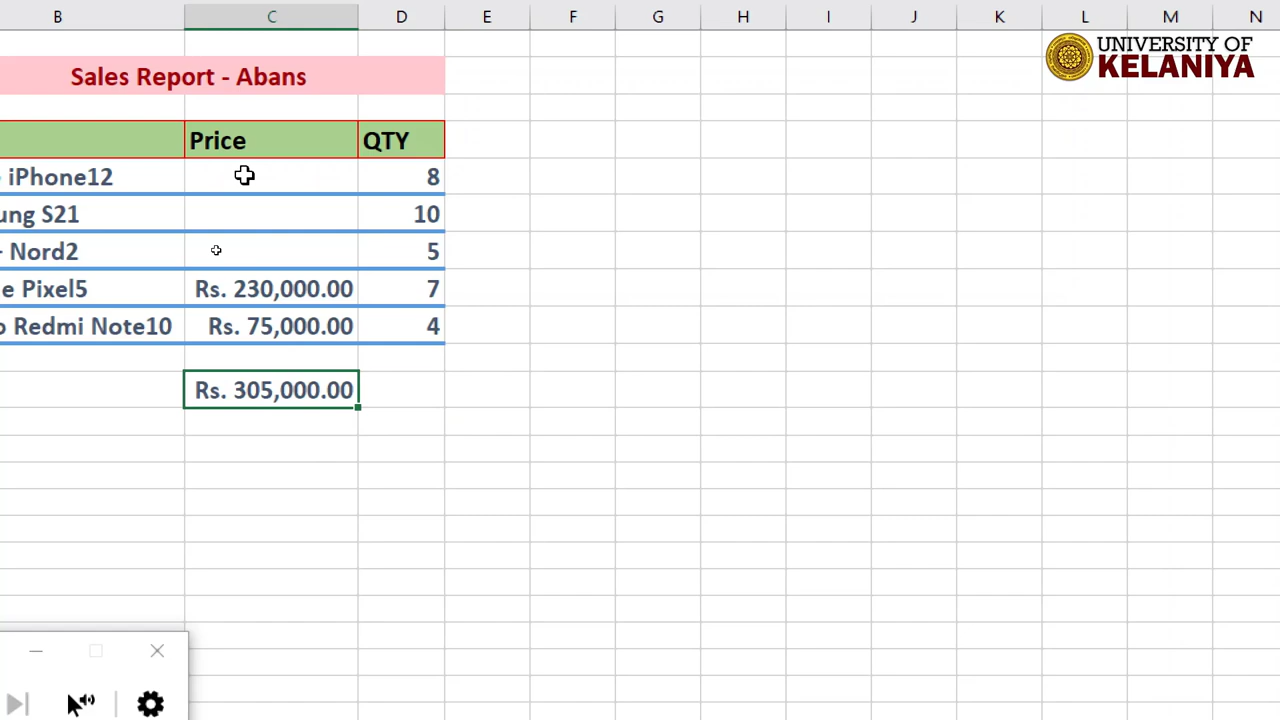 B C D E F G H I J K L M N
UNIVERSITY OF
KELANIYA
Sales Report - Abans
Price QTY
- iPhone12 8
ung S21 10
- Nord2 5
e Pixel5 Rs. 230,000.00 7
o Redmi Note10 Rs. 75,000.00 4
Rs. 305,000.00